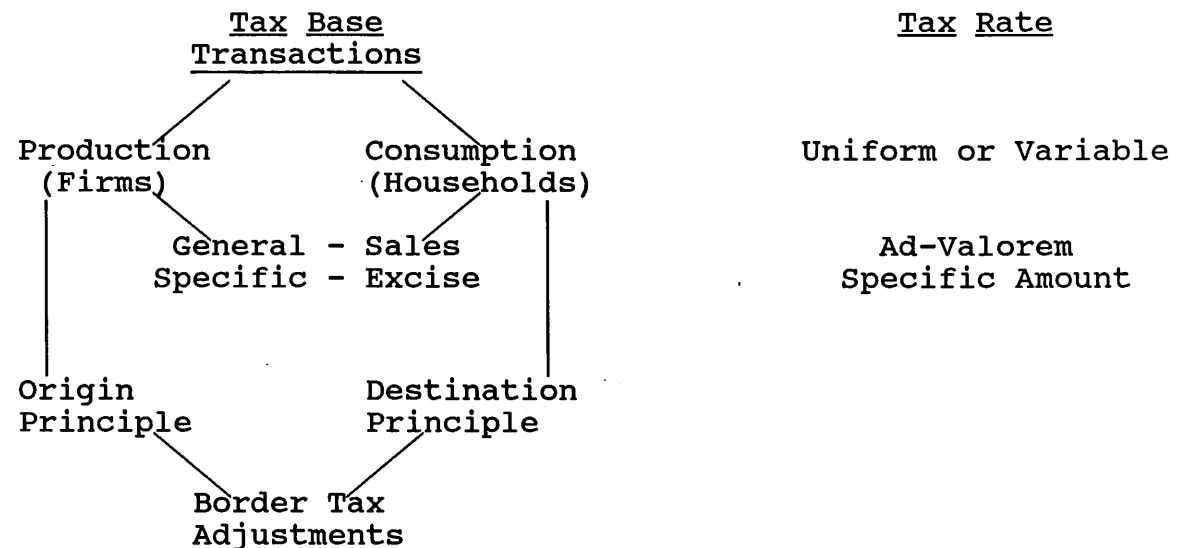 Tax Base Tax Rate
Transactions
Production Consumption Uniform or Variable
(Firms) (Households)
General - Sales Ad-Valorem
Specific - Excise Specific Amount
Origin Destination
Principle Principle
Border Tax
Adjustments